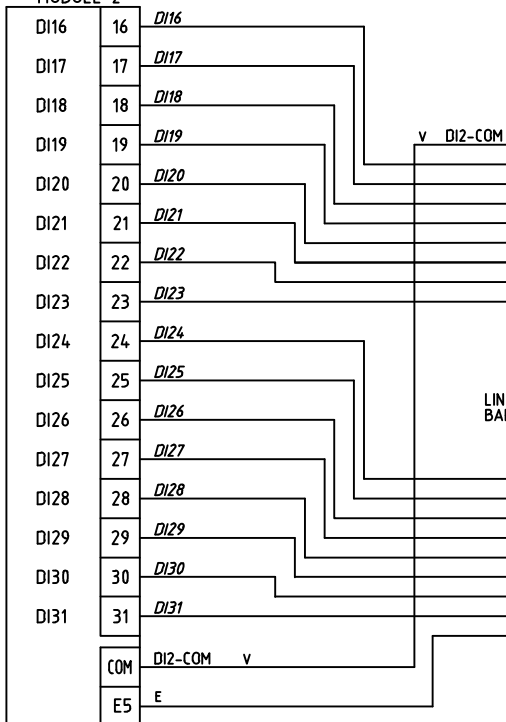 DI16 16 DI16
DI17 17 DI17
DI18 18 DI18
DI19 19 DI19 V DI2-COM
DI20 20 DI20
DI21 21 DI21
DI22 22 DI22
DI23 23 DI23
DI24 24 DI24
DI25 25 DI25
DI26 26 DI26
DI27 27 DI27
DI28 28 DI28
DI29 29 DI29
DI30 30 DI30
DI31 31 DI31
COM DI2-COM V
E5 E